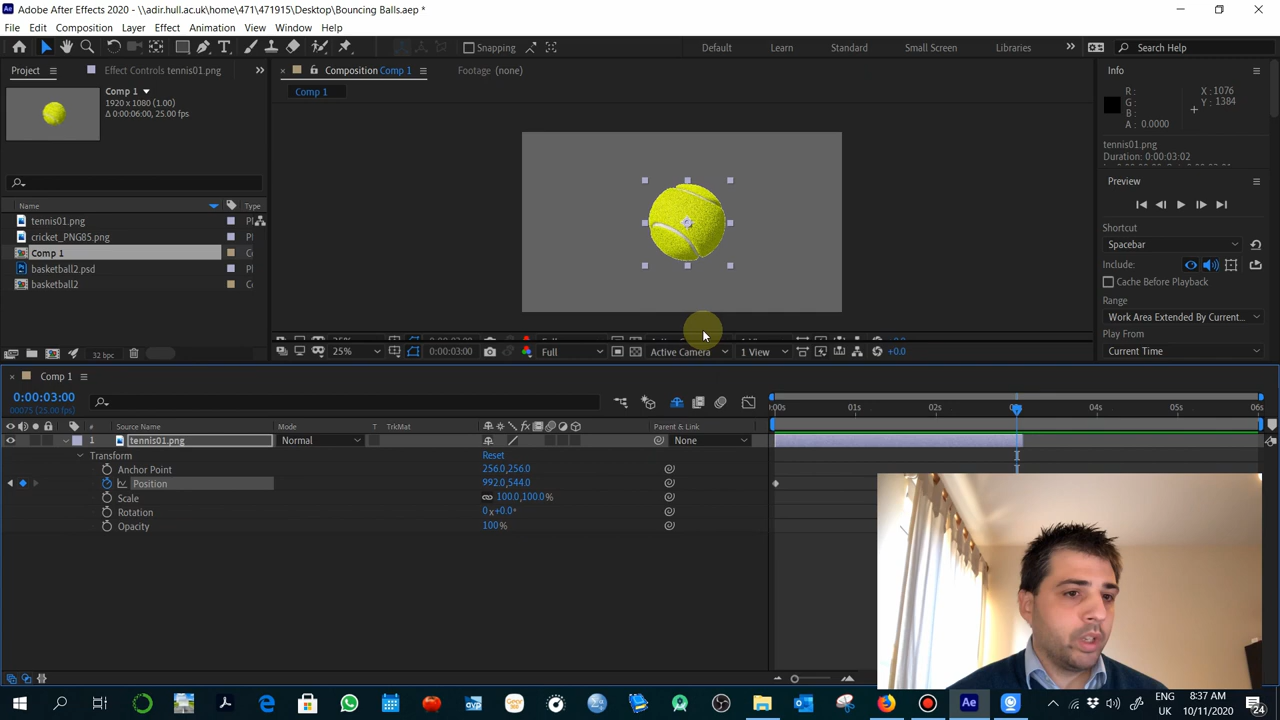 Ae Adobe After Effects 2020 - \\adir.hull.ac.uk\home\471\471915\Desktop\Bouncing Balls.aep *
File Edit Composition Layer Effect Animation View Window Help
Snapping Default Learn Standard Small Screen Libraries Search Help
Project Effect Controls tennis01.png Composition Comp 1 Footage (none) Info
Comp 1
1920 x 1080 (1.00)
Δ 0:00:06:00, 25.00 fps
Comp 1
R:
G:
B:
A: 0.0000
X: 1076
Y: 1384
tennis01.png
Duration: 0:00:03:02
Preview
Name Type
tennis01.png
cricket_PNG85.png
Comp 1
basketball2.psd
basketball2
Shortcut
Spacebar
Include:
Cache Before Playback
Range
Work Area Extended By Current...
Play From
Current Time
32 bpc
25% 0:00:03:00 Full Active Camera 1 View +0.0
Comp 1
0:00:03:00
00075 (25.00 fps)
:00s 01s 02s 04s 05s 06s
# Source Name Mode T TrkMat Parent & Link
1 tennis01.png Normal None
Transform Reset
Anchor Point 256.0,256.0
Position 992.0,544.0
Scale 100.0,100.0%
Rotation 0x+0.0°
Opacity 100%
ENG
UK
8:37 AM
10/11/2020
24